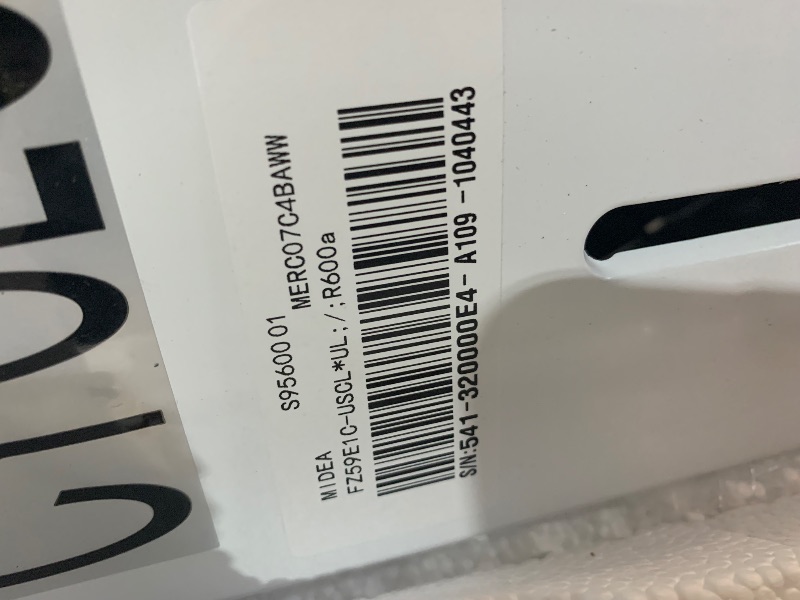 S9560001 MERC07C4BAWW
MIDEA
FZ59E1C-USCL*UL;/;R600a
S/N:541-320000E4- A109 -1040443